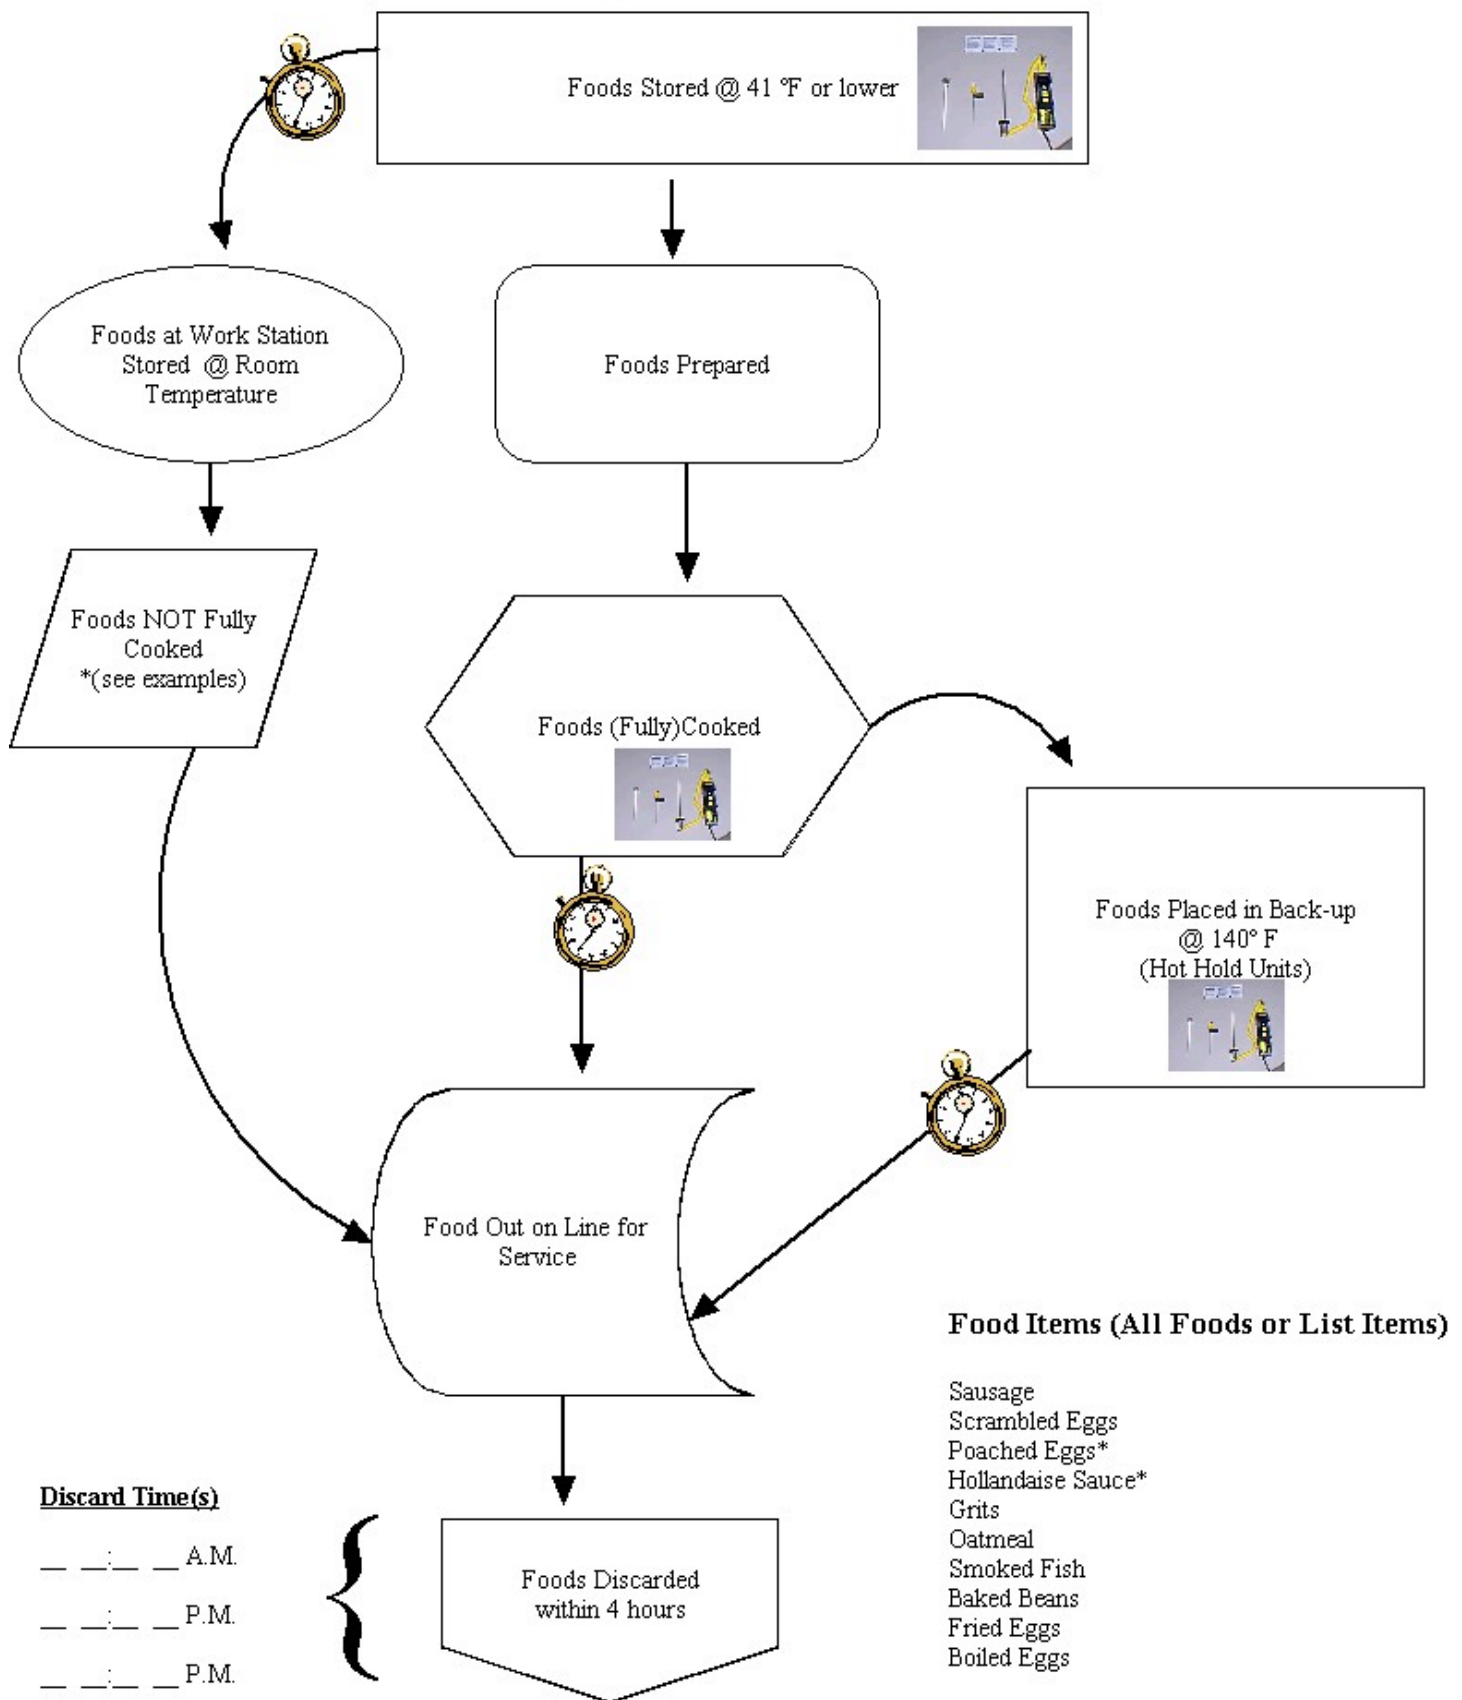 Foods Stored @ 41 °F or lower
Foods at Work Station
Stored @ Room
Temperature
Foods Prepared
Foods NOT Fully
Cooked
*(see examples)
Foods (Fully)Cooked
Foods Placed in Back-up
@ 140° F
(Hot Hold Units)
Food Out on Line for
Service
Food Items (All Foods or List Items)
Sausage
Scrambled Eggs
Poached Eggs*
Hollandaise Sauce*
Grits
Oatmeal
Smoked Fish
Baked Beans
Fried Eggs
Boiled Eggs
Discard Time(s)
__ __:__ __ A.M.
__ __:__ __ P.M.
__ __:__ __ P.M.
Foods Discarded
within 4 hours